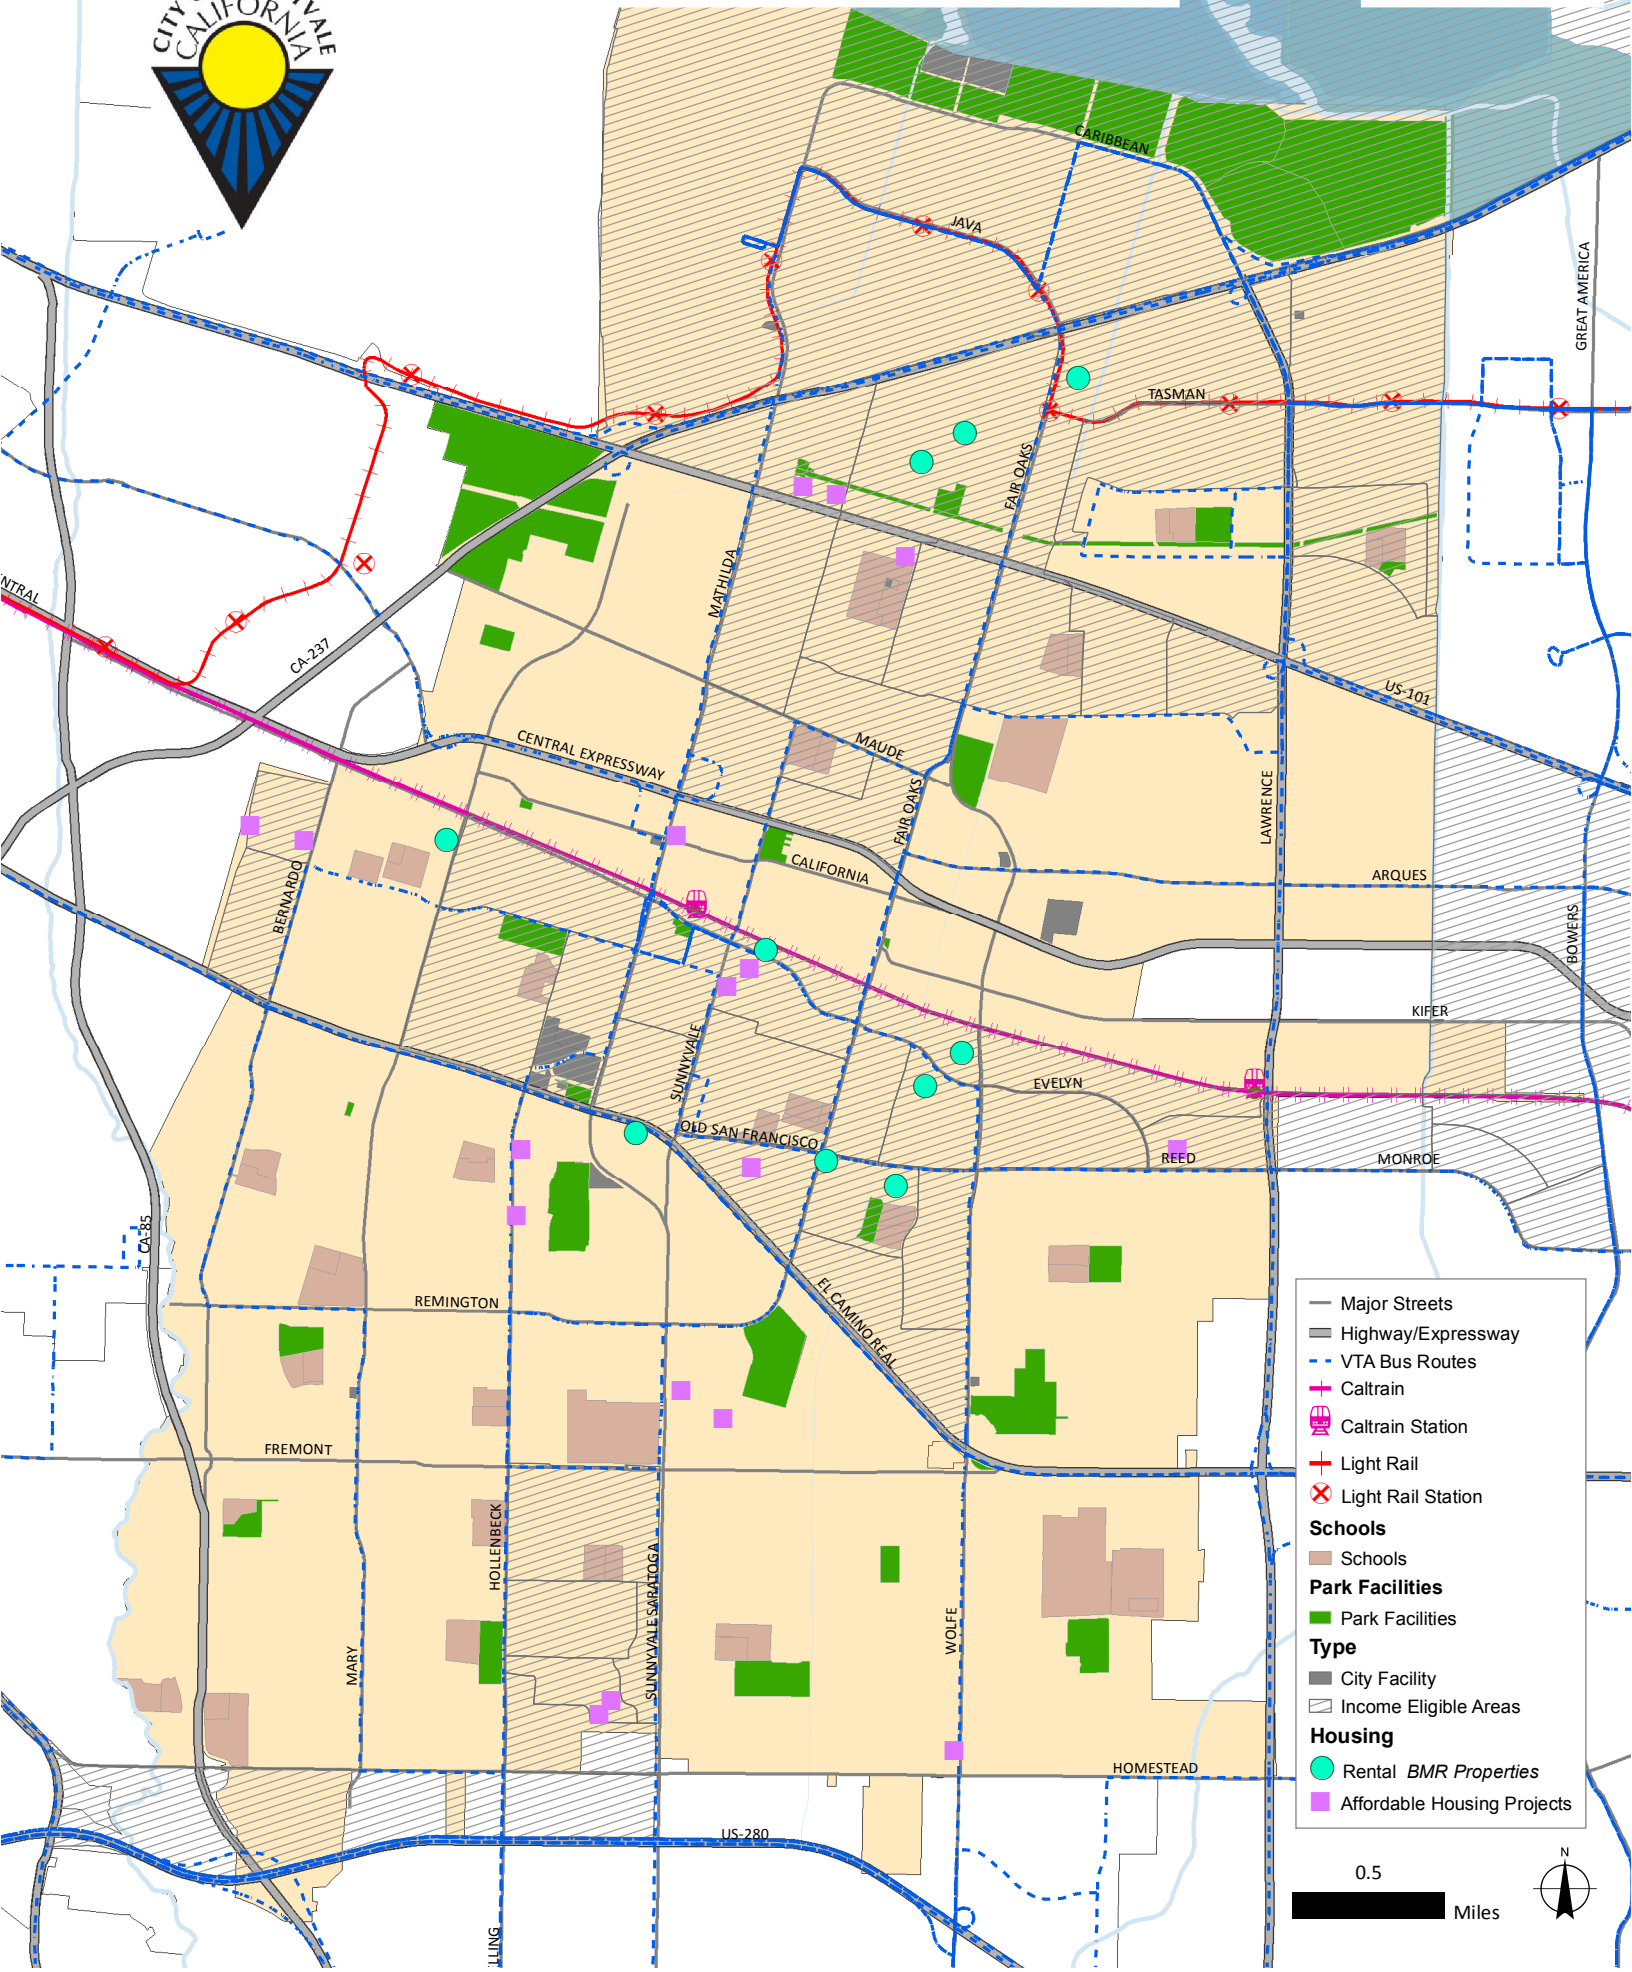 CALIFORNIA
CARIBBEAN
JAVA
GREAT AMERICA
TASMAN
FAIR OAKS
MATHILDA
CA-237
US-101
CENTRAL EXPRESSWAY
MAUDE
FAIR OAKS
LAWRENCE
CALIFORNIA
ARQUES
BERNARDO
BOWERS
KIFER
SUNNYVALE
EVELYN
OLD SAN FRANCISCO
REED
MONROE
CA-85
EL CAMINO REAL
REMINGTON
FREMONT
HOLLENBECK
SUNNYVALE SARATOGA
MARY
WOLFE
HOMESTEAD
US-280
Major Streets
Highway/Expressway
VTA Bus Routes
Caltrain
Caltrain Station
Light Rail
Light Rail Station
Schools
Schools
Park Facilities
Park Facilities
Type
City Facility
Income Eligible Areas
Housing
Rental BMR Properties
Affordable Housing Projects
N
0.5
Miles